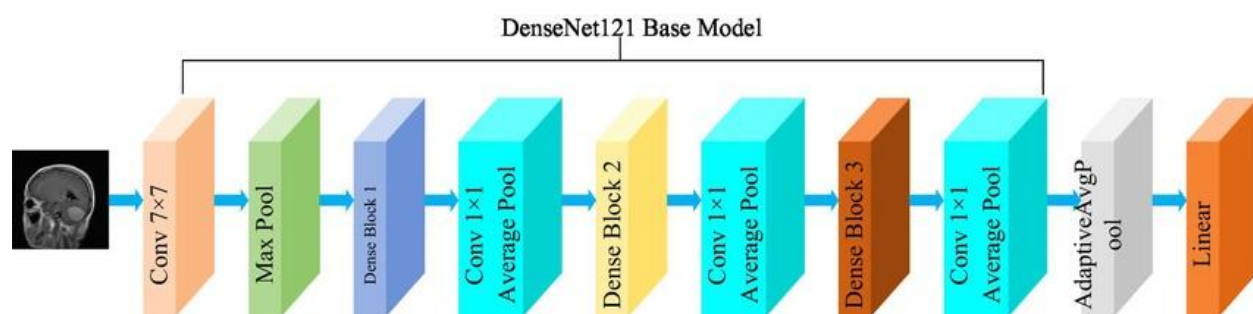 DenseNet121 Base Model
Conv 7×7
Max Pool
Dense Block 1
Conv 1×1
Average Pool
Dense Block 2
Conv 1×1
Average Pool
Dense Block 3
Conv 1×1
Average Pool
AdaptiveAvgP
ool
Linear